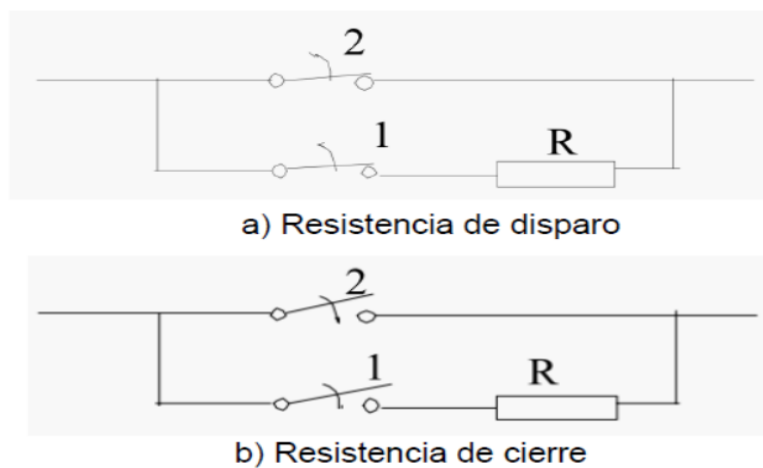 2
1 R
a) Resistencia de disparo
2
1 R
b) Resistencia de cierre